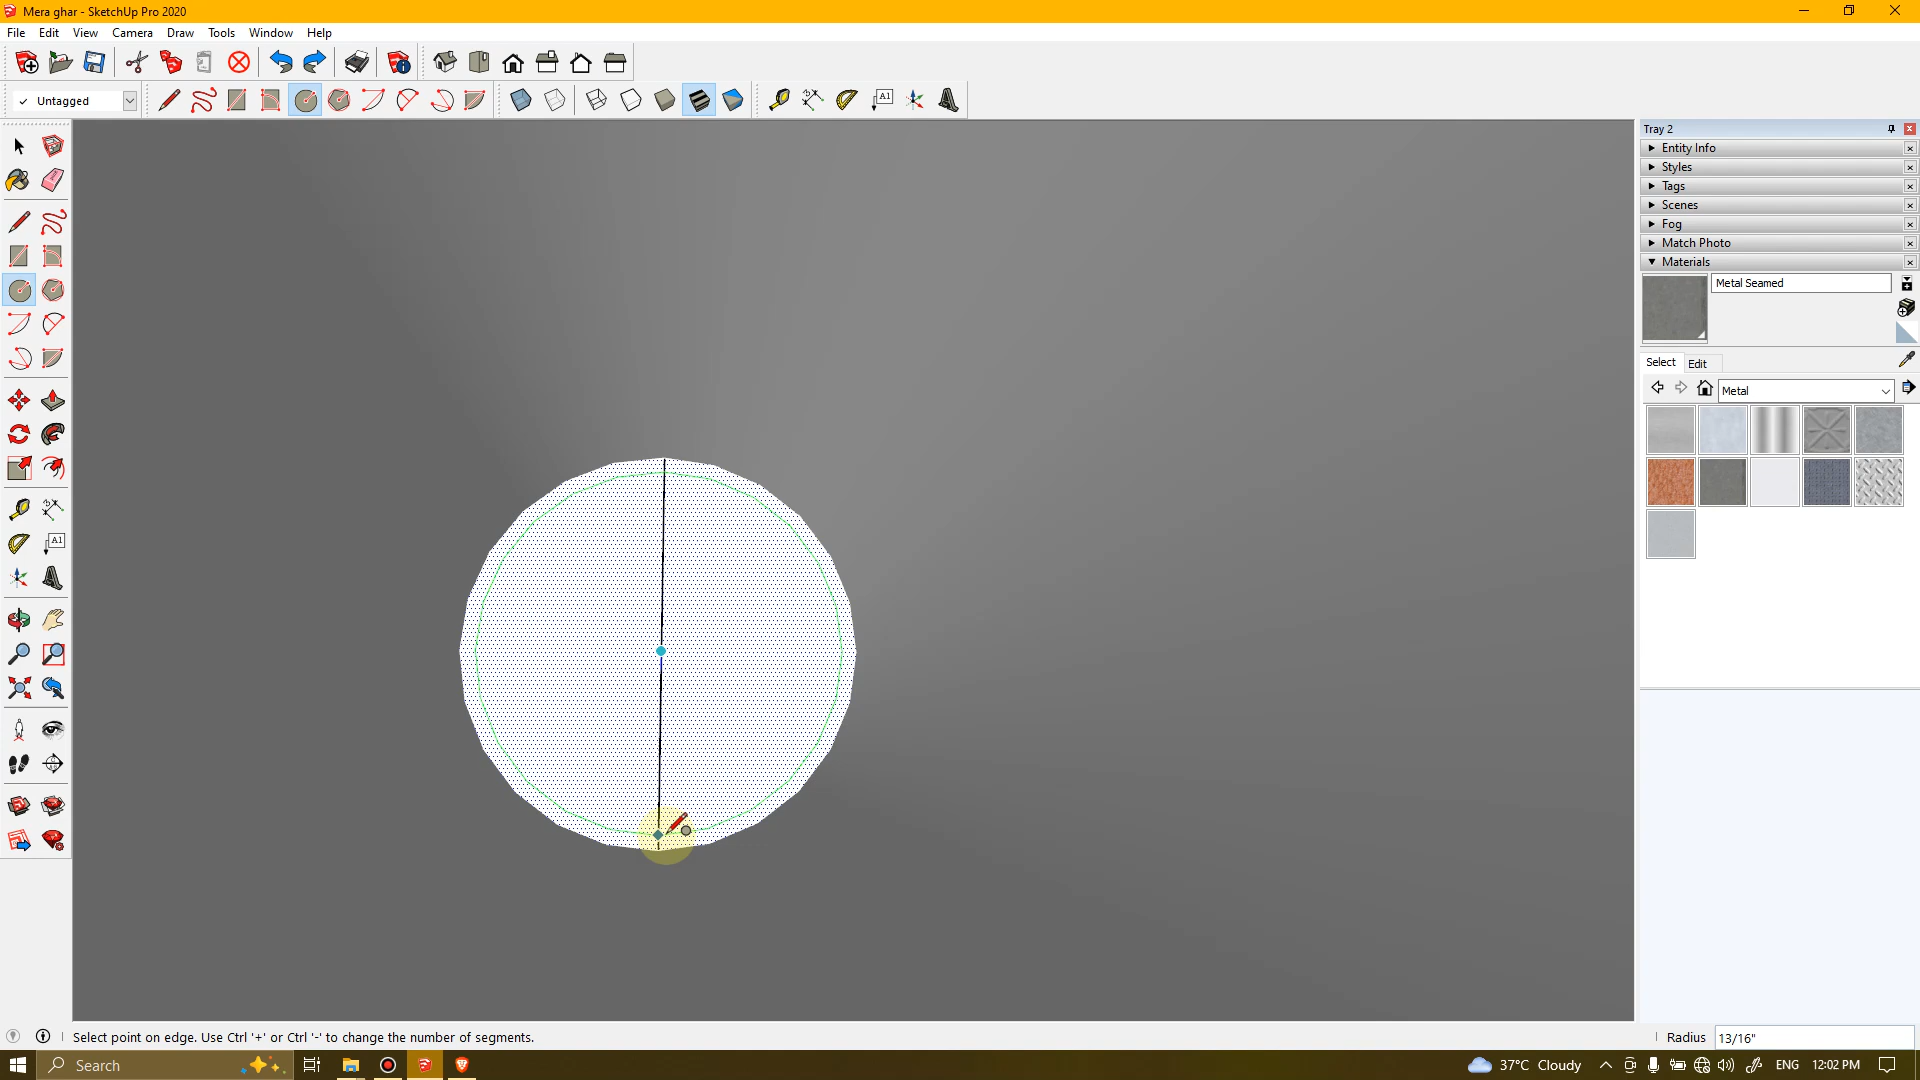 Mera ghar - SketchUp Pro 2020
File Edit View Camera Draw Tools Window Help
Untagged
A1
Tray 2
Entity Info
Styles
Tags
Scenes
Fog
Match Photo
Materials
Metal Seamed
Select Edit
Metal
A1
Select point on edge. Use Ctrl '+' or Ctrl '-' to change the number of segments.
Radius 13/16"
Search
37°C Cloudy
ENG
12:02 PM